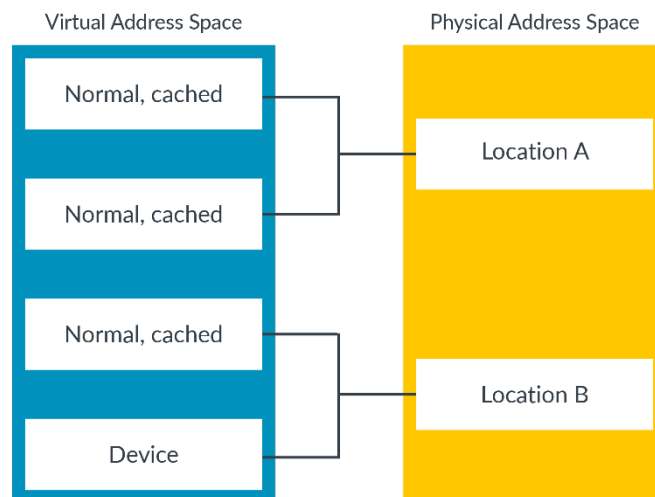 Virtual Address Space
Physical Address Space
Normal, cached
Location A
Normal, cached
Normal, cached
Location B
Device